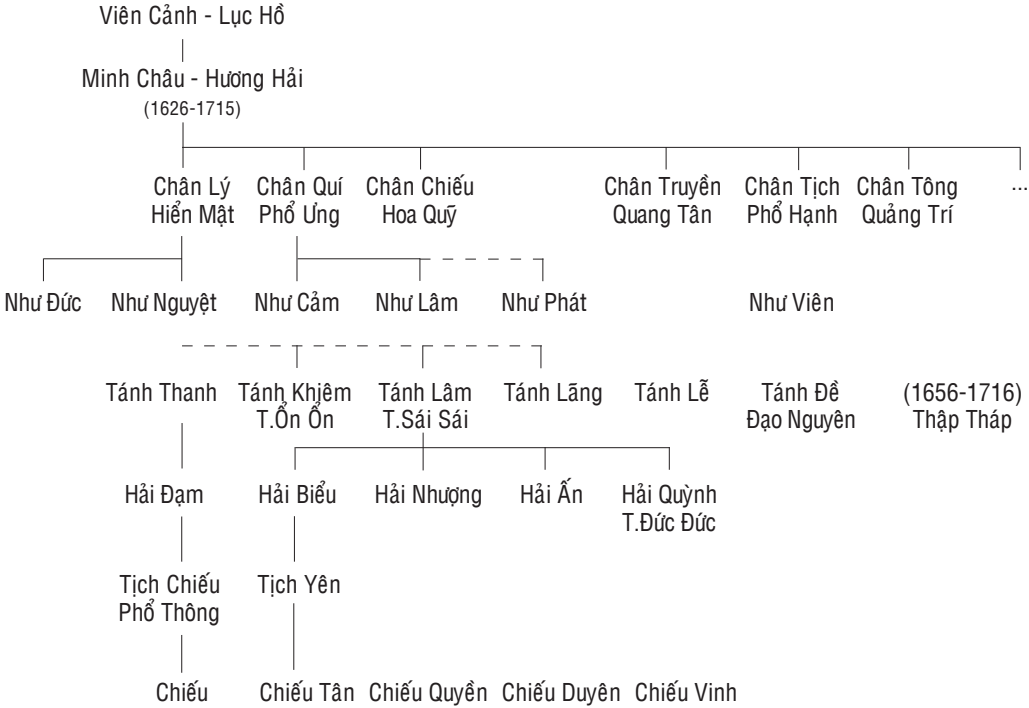 Viên Cảnh - Lục Hồ
Minh Châu - Hương Hải
(1626-1715)
Chân Lý Chân Quí Chân Chiếu Chân Truyền Chân Tịch Chân Tông ...
Hiển Mật Phổ Ưng Hoa Quỹ Quang Tân Phổ Hạnh Quảng Trí
Như Đức Như Nguyệt Như Cảm Như Lâm Như Phát Như Viên
Tánh Thanh Tánh Khiêm Tánh Lâm Tánh Lãng Tánh Lễ Tánh Đề (1656-1716)
T.Ổn Ổn T.Sái Sái Đạo Nguyên Thập Tháp
Hải Đạm Hải Biểu Hải Nhượng Hải Ấn Hải Quỳnh
T.Đức Đức
Tịch Chiếu Tịch Yên
Phổ Thông
Chiếu Chiếu Tân Chiếu Quyền Chiếu Duyên Chiếu Vinh